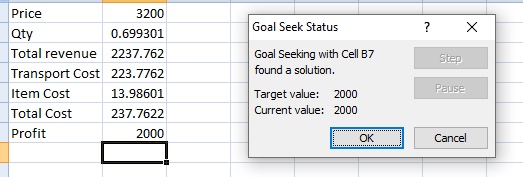 Price 3200
Qty 0.699301
Total revenue 2237.762
Transport Cost 223.7762
Item Cost 13.98601
Total Cost 237.7622
Profit 2000
Goal Seek Status ? ×
Goal Seeking with Cell B7
found a solution.
Target value: 2000
Current value: 2000
Step
Pause
OK Cancel